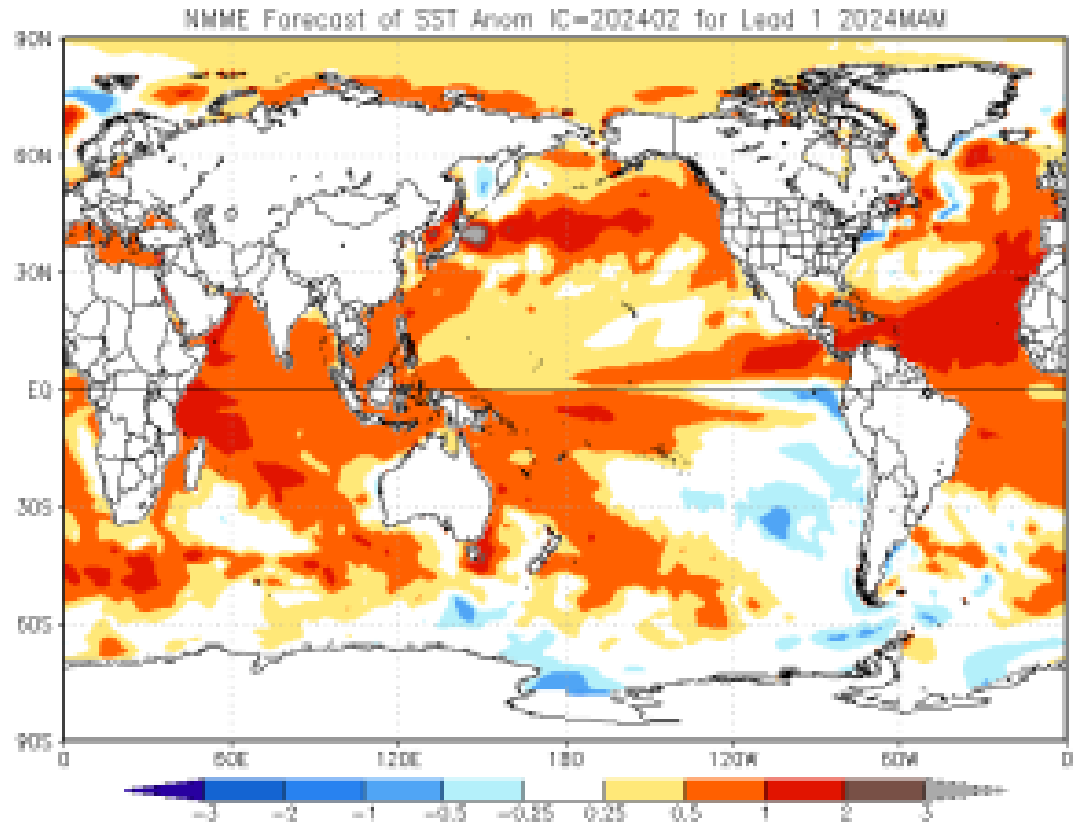 NMME Forecast of SST Anom IC=202402 for Lead 1 2024MAM
90N
60N
30N
EQ
30S
60S
90S
0 60E 120E 180 120W 60W 0
-3 -2 -1 -0.5 -0.25 0.25 0.5 1 2 3